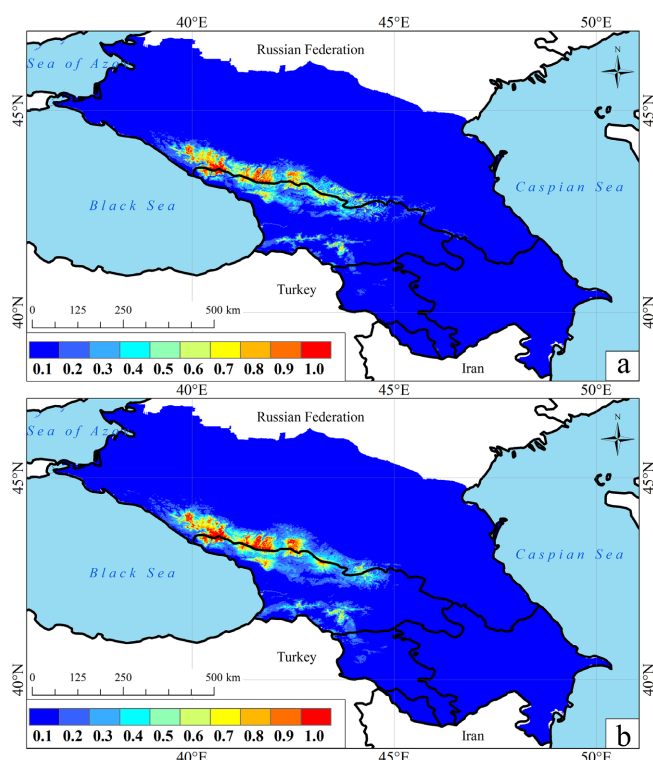 40°E 45°E 50°E
Russian Federation
Sea of Azo
N
45°N 45°N
Black Sea
Caspian Sea
Turkey
0 125 250 500 km
40°N 40°N
Iran
a
0.1 0.2 0.3 0.4 0.5 0.6 0.7 0.8 0.9 1.0
40°E 45°E 50°E
Russian Federation
Sea of Azo
N
45°N 45°N
Black Sea
Caspian Sea
Turkey
0 125 250 500 km
40°N 40°N
Iran
b
0.1 0.2 0.3 0.4 0.5 0.6 0.7 0.8 0.9 1.0
40°E 45°E 50°E